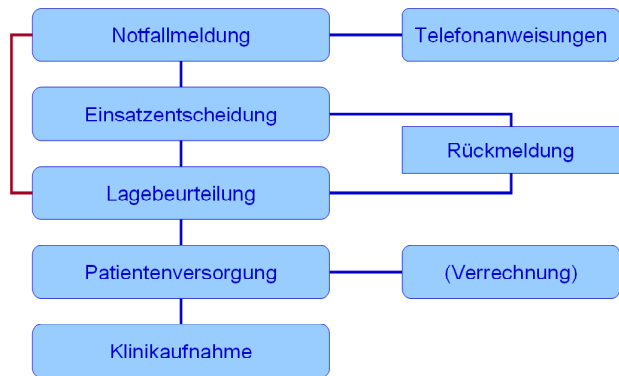 Notfallmeldung
Telefonanweisungen
Einsatzentscheidung
Rückmeldung
Lagebeurteilung
Patientenversorgung
(Verrechnung)
Klinikaufnahme